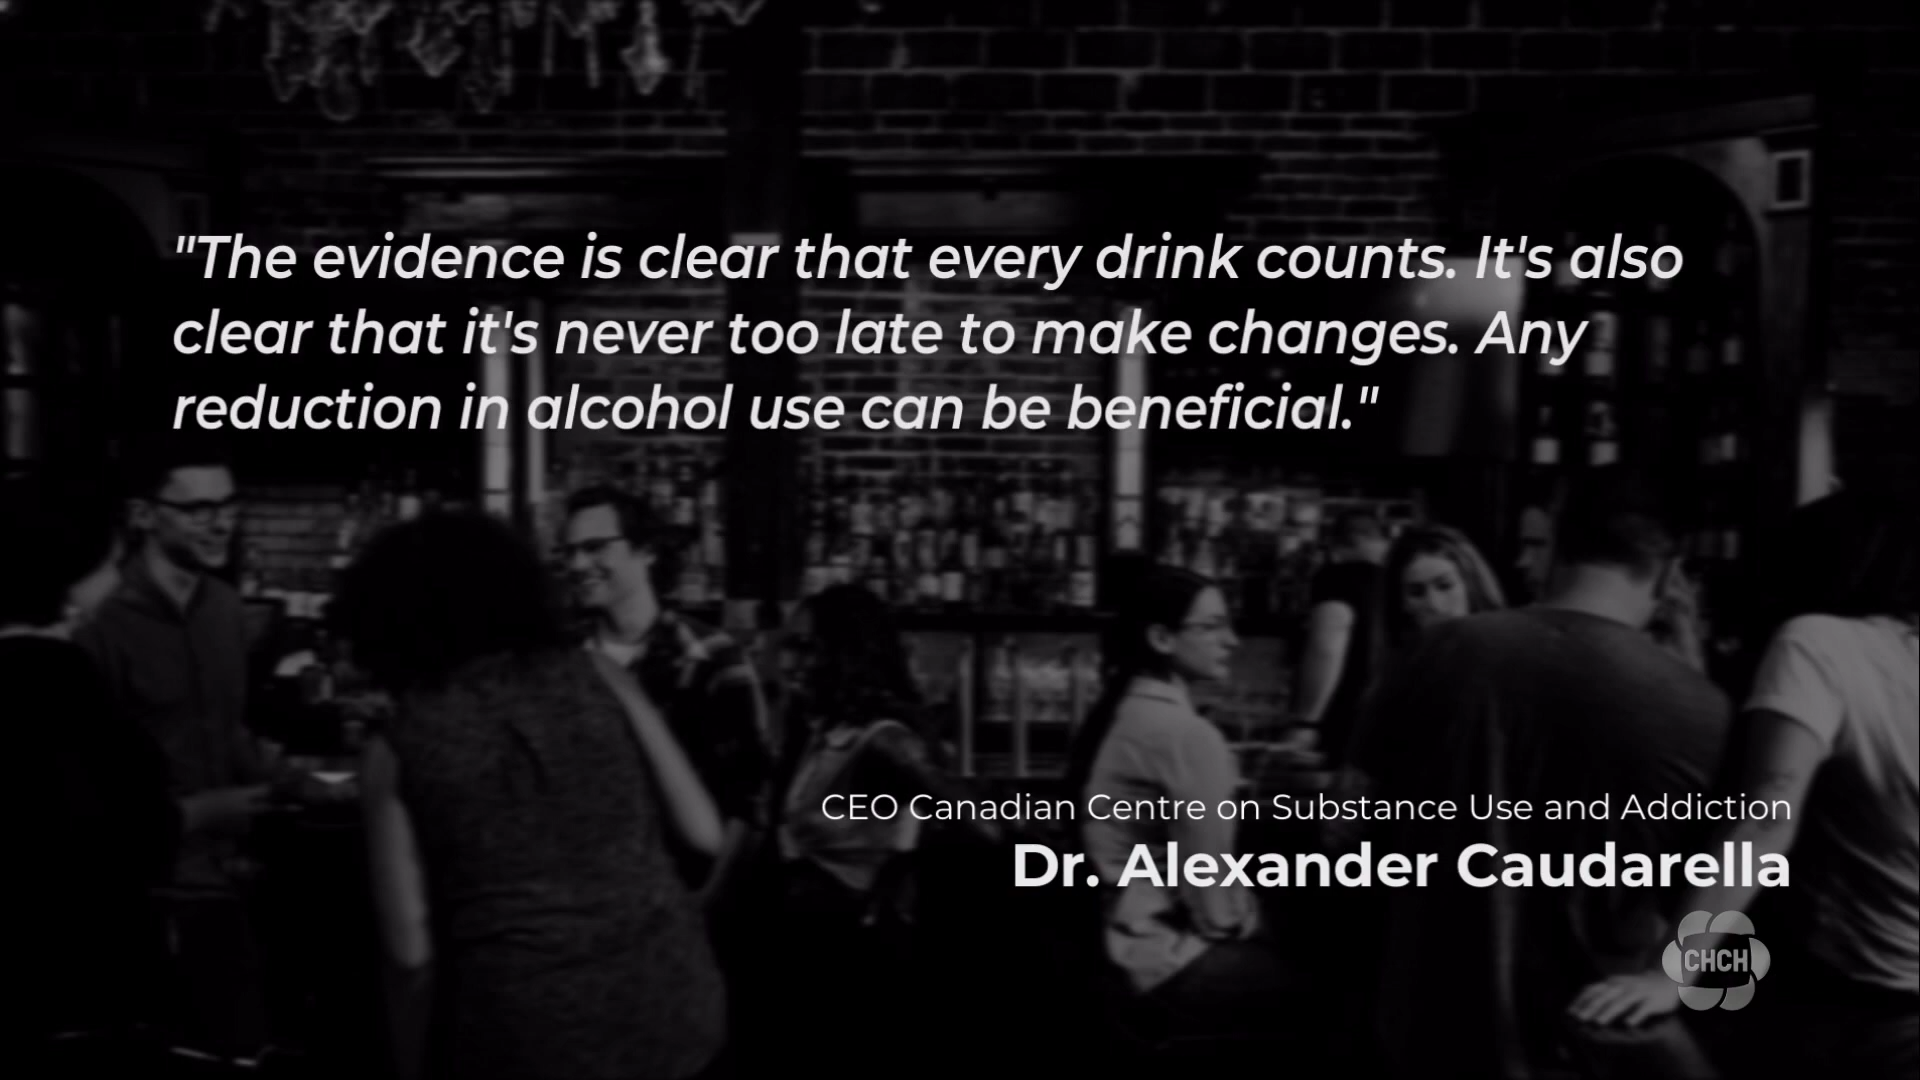 "The evidence is clear that every drink counts. It's also
clear that it's never too late to make changes. Any
reduction in alcohol use can be beneficial."
CEO Canadian Centre on Substance Use and Addiction
Dr. Alexander Caudarella
CHCH